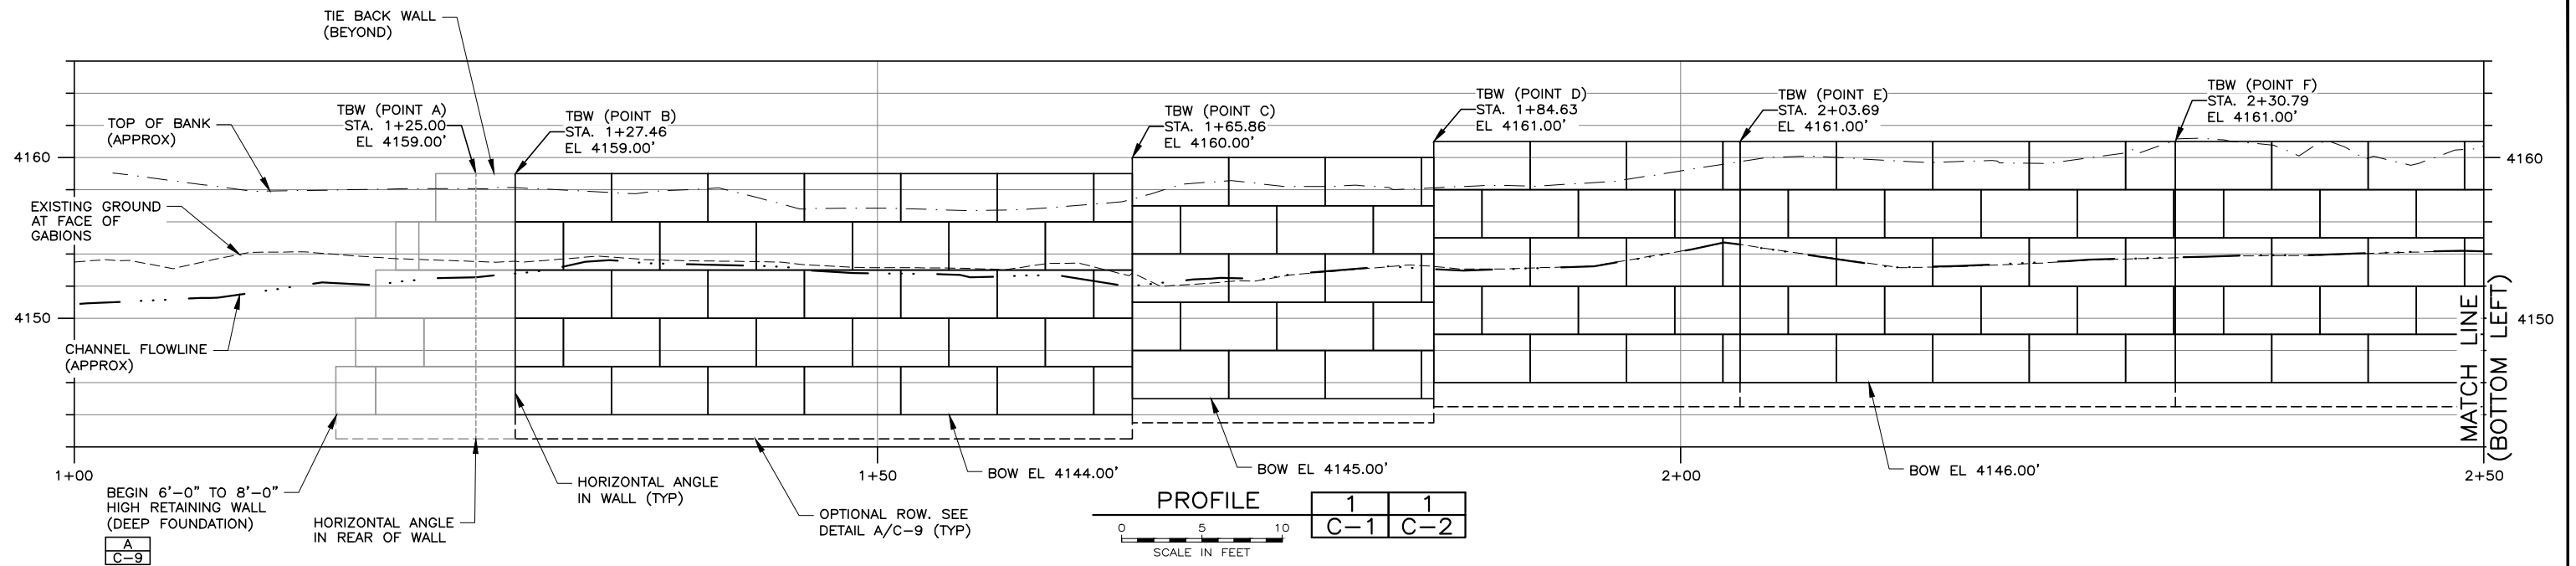 TIE BACK WALL
(BEYOND)
TBW (POINT A)
STA. 1+25.00
EL 4159.00'
TBW (POINT B)
STA. 1+27.46
EL 4159.00'
TBW (POINT C)
STA. 1+65.86
EL 4160.00'
TBW (POINT D)
STA. 1+84.63
EL 4161.00'
TBW (POINT E)
STA. 2+03.69
EL 4161.00'
TBW (POINT F)
STA. 2+30.79
EL 4161.00'
TOP OF BANK
(APPROX)
4160
4160
EXISTING GROUND
AT FACE OF
GABIONS
4150
4150
CHANNEL FLOWLINE
(APPROX)
MATCH LINE
(BOTTOM LEFT)
1+00
1+50
2+00
2+50
BOW EL 4144.00'
BOW EL 4145.00'
BOW EL 4146.00'
BEGIN 6'-0" TO 8'-0"
HIGH RETAINING WALL
(DEEP FOUNDATION)
A
C-9
HORIZONTAL ANGLE
IN REAR OF WALL
HORIZONTAL ANGLE
IN WALL (TYP)
OPTIONAL ROW. SEE
DETAIL A/C-9 (TYP)
PROFILE
1 1
C-1 C-2
0 5 10
SCALE IN FEET